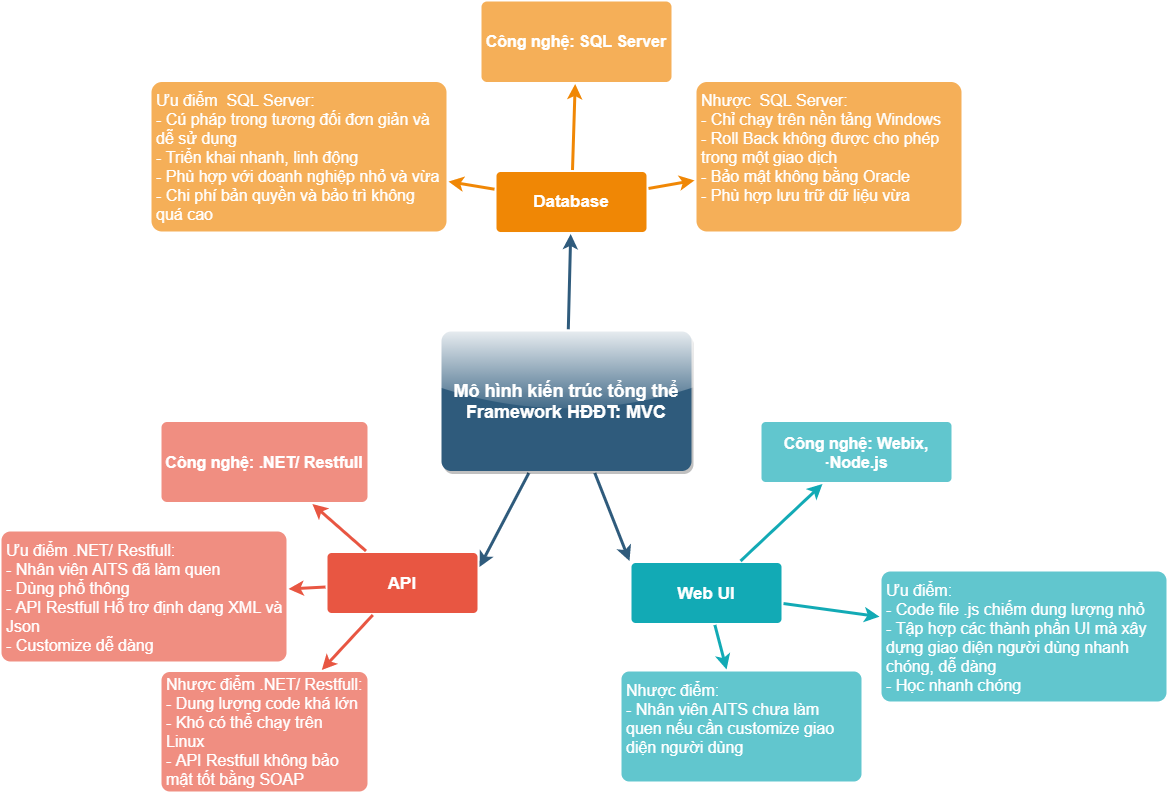 Công nghệ: SQL Server
Ưu điểm  SQL Server:
- Cú pháp trong tương đối đơn giản và
dễ sử dụng
- Triển khai nhanh, linh động
- Phù hợp với doanh nghiệp nhỏ và vừa
- Chi phí bản quyền và bảo trì không
quá cao
Nhược  SQL Server:
- Chỉ chạy trên nền tảng Windows
- Roll Back không được cho phép
trong một giao dịch
- Bảo mật không bằng Oracle
- Phù hợp lưu trữ dữ liệu vừa
Database
Mô hình kiến trúc tổng thể
Framework HĐĐT: MVC
Công nghệ: .NET/ Restfull
Công nghệ: Webix,
-Node.js
Ưu điểm .NET/ Restfull:
- Nhân viên AITS đã làm quen
- Dùng phổ thông
- API Restfull Hỗ trợ định dạng XML và
Json
- Customize dễ dàng
API
Web UI
Ưu điểm:
- Code file .js chiếm dung lượng nhỏ
- Tập hợp các thành phần UI mà xây
dựng giao diện người dùng nhanh
chóng, dễ dàng
- Học nhanh chóng
Nhược điểm .NET/ Restfull:
- Dung lượng code khá lớn
- Khó có thể chạy trên
Linux
- API Restfull không bảo
mật tốt bằng SOAP
Nhược điểm:
- Nhân viên AITS chưa làm
quen nếu cần customize giao
diện người dùng